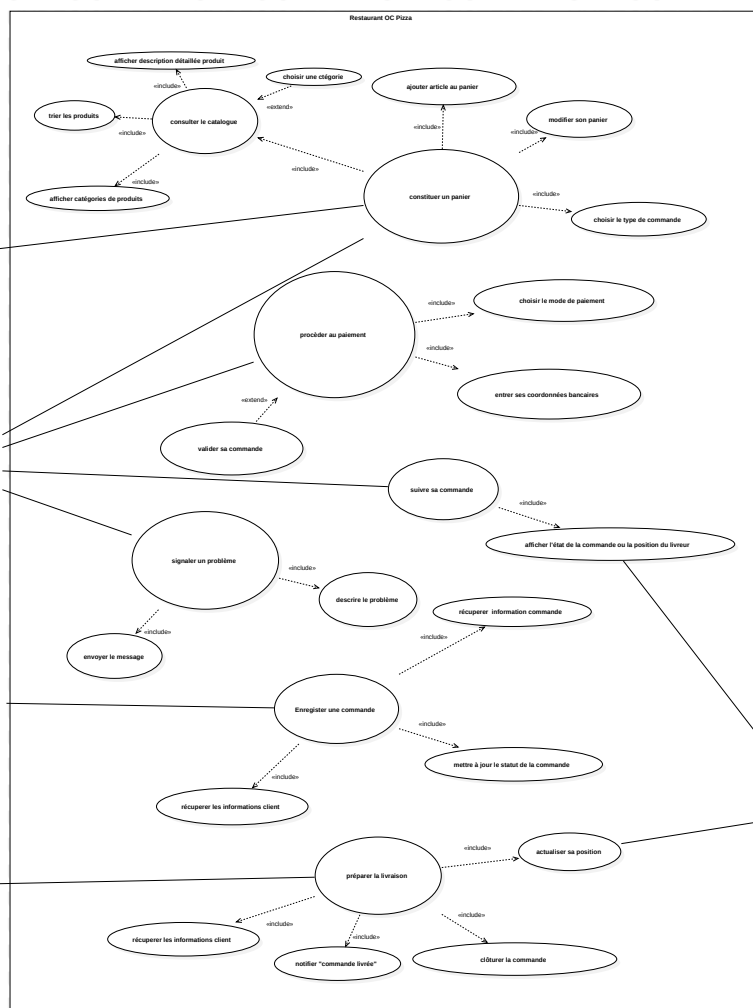 Restaurant OC Pizza
afficher description détaillée produit
choisir une ctégorie
«include»
ajouter article au panier
«extend»
trier les produits
consulter le catalogue
modifier son panier
«include»
«include»
«include»
«include»
«include»
«include»
afficher catégories de produits
constituer un panier
choisir le type de commande
choisir le mode de paiement
«include»
procèder au paiement
«include»
entrer ses coordonnées bancaires
«extend»
valider sa commande
suivre sa commande
«include»
afficher l'état de la commande ou la position du livreur
signaler un problème
«include»
descrire le problème
récuperer information commande
«include»
«include»
envoyer le message
Enregister une commande
«include»
mettre à jour le statut de la commande
«include»
récuperer les informations client
«include»
actualiser sa position
préparer la livraison
«include»
«include»
«include»
récuperer les informations client
notifier "commande livrée"
clôturer la commande